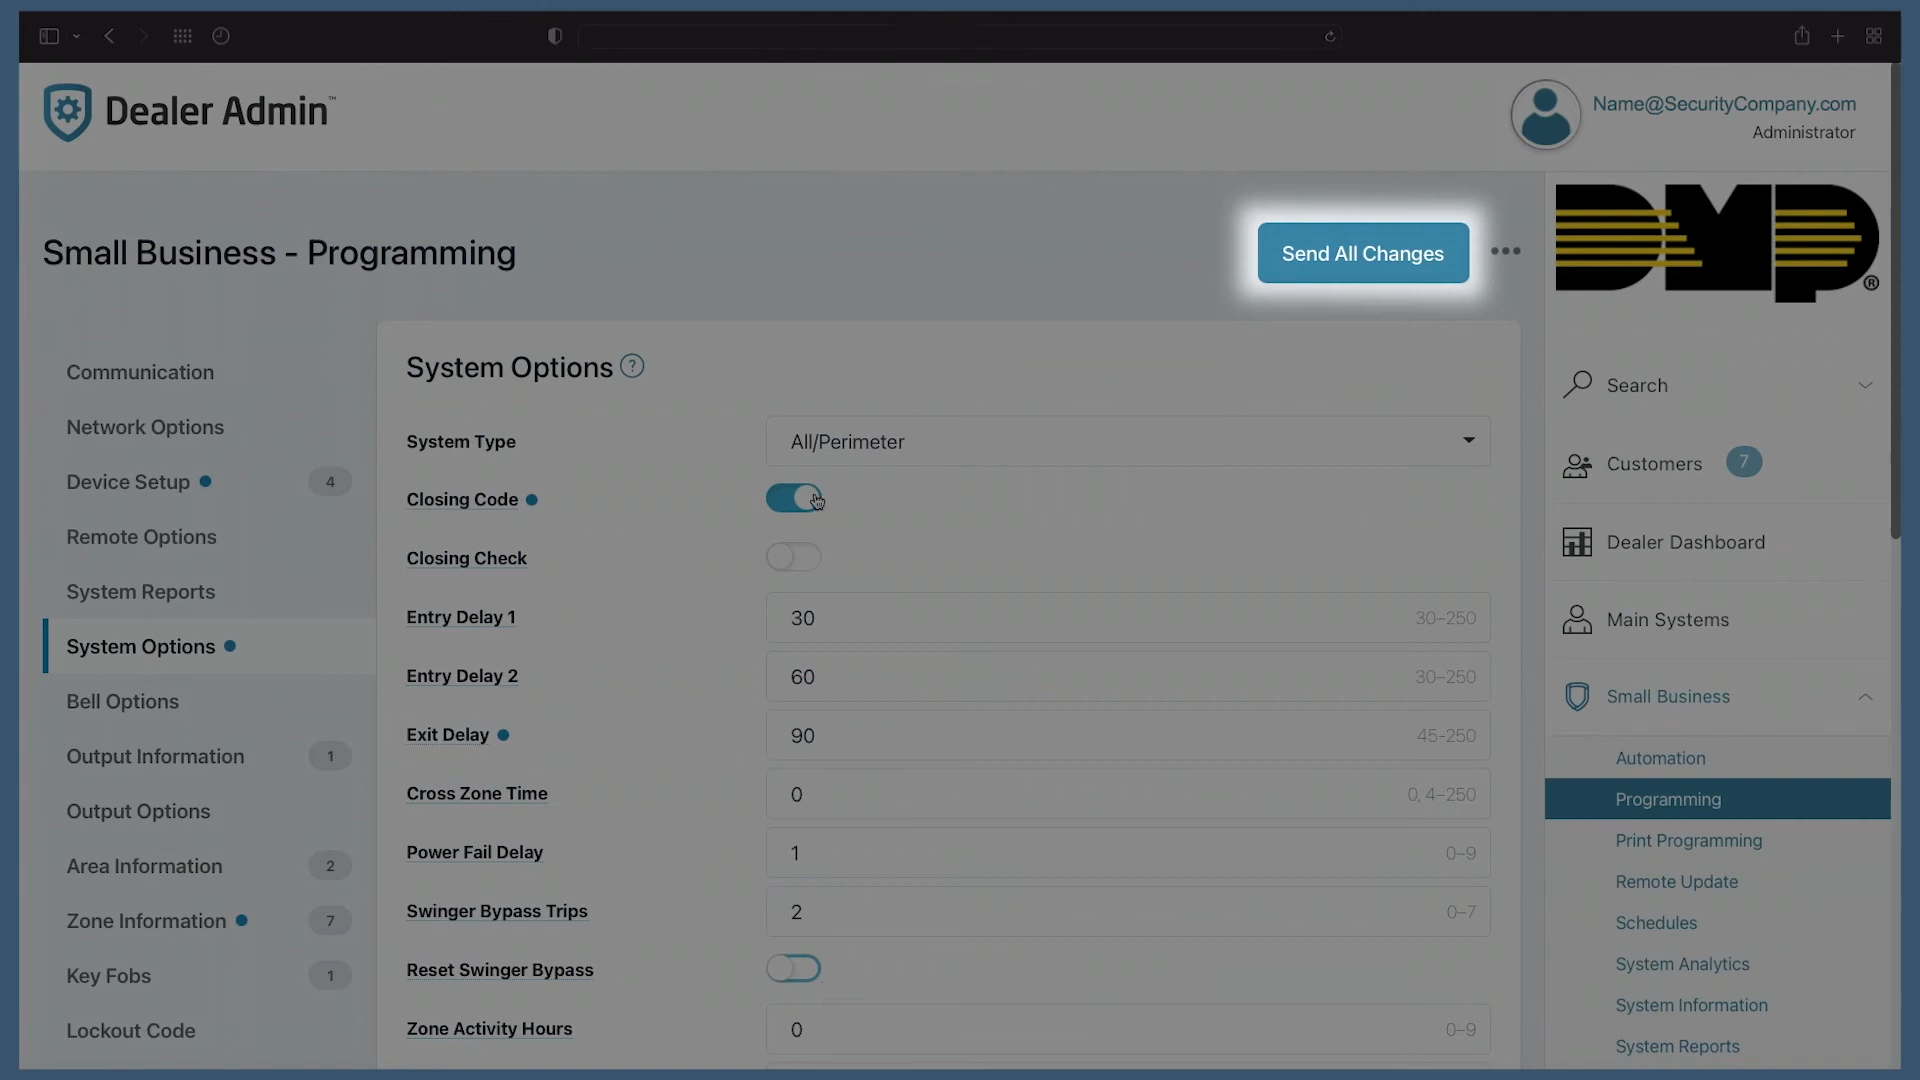 Dealer Admin™
Name@SecurityCompany.com
Administrator
Small Business - Programming
Send All Changes
DMP®
Communication
Network Options
Device Setup 4
Remote Options
System Reports
System Options
Bell Options
Output Information 1
Output Options
Area Information 2
Zone Information 7
Key Fobs 1
Lockout Code
System Options ?
System Type All/Perimeter
Closing Code
Closing Check
Entry Delay 1 30 30–250
Entry Delay 2 60 30–250
Exit Delay 90 45-250
Cross Zone Time 0 0, 4–250
Power Fail Delay 1 0–9
Swinger Bypass Trips 2 0–7
Reset Swinger Bypass
Zone Activity Hours 0 0–9
Search
Customers 7
Dealer Dashboard
Main Systems
Small Business
Automation
Programming
Print Programming
Remote Update
Schedules
System Analytics
System Information
System Reports